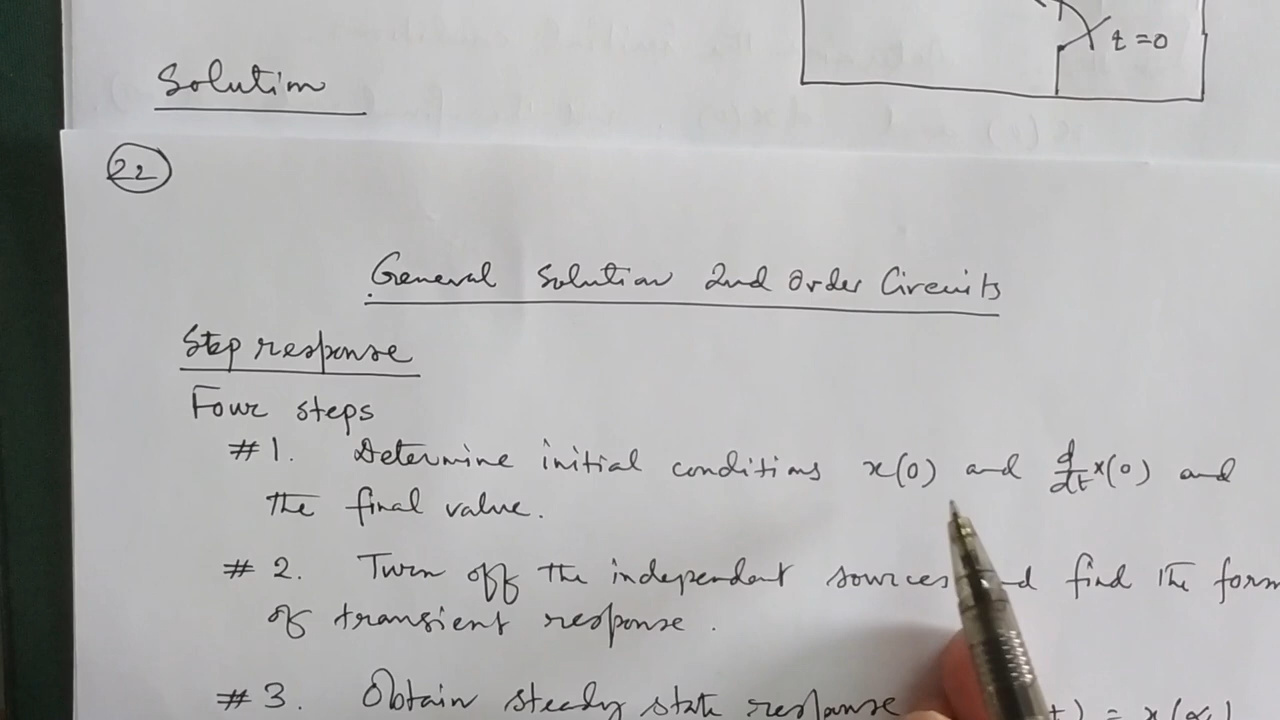 t=0
Solution
22
General Solution 2nd Order Circuits
Step response
Four steps
#1. Determine initial conditions x(0) and d/dt x(0) and
the final value.
#2. Turn off the independent sources and find the form
of transient response.
#3. Obtain steady state response t) = x(∞)